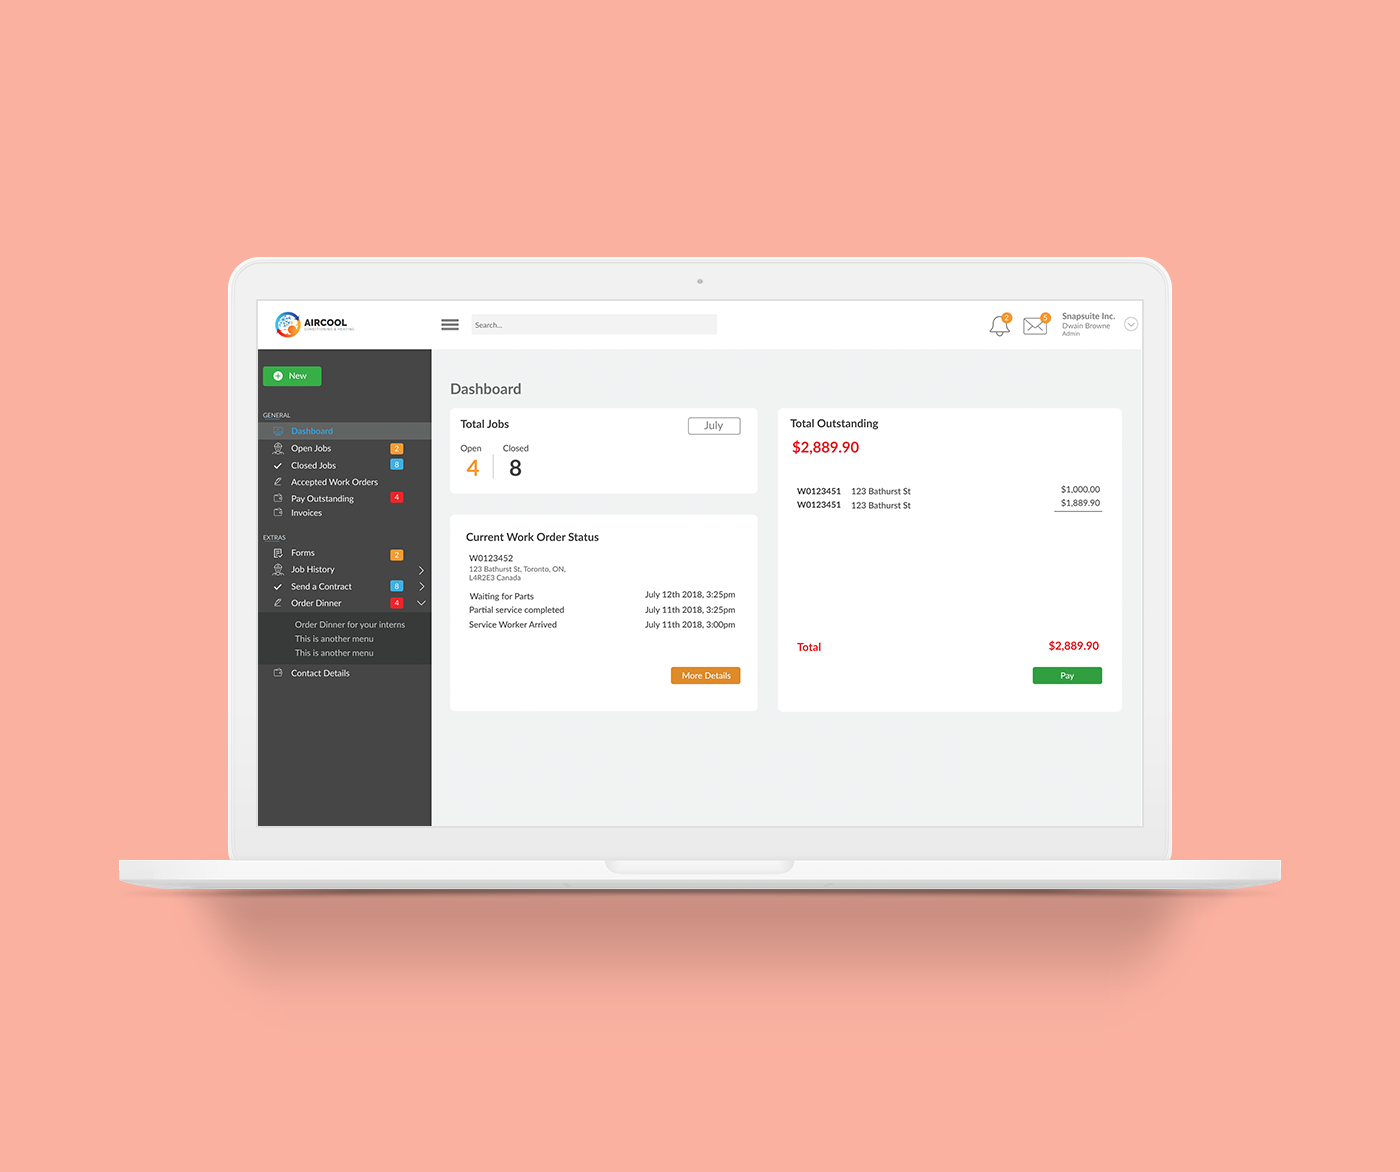 AIRCOOL
CONDITIONING & HEATING
Search...
2
5
Snapsuite Inc.
Dwain Browne
Admin
New
GENERAL
Dashboard
Open Jobs 2
Closed Jobs 8
Accepted Work Orders
Pay Outstanding 4
Invoices
EXTRAS
Forms 2
Job History
Send a Contract 8
Order Dinner 4
Order Dinner for your interns
This is another menu
This is another menu
Contact Details
Dashboard
Total Jobs July
Open Closed
4 8
Current Work Order Status
W0123452
123 Bathurst St, Toronto, ON,
L4R2E3 Canada
Waiting for Parts July 12th 2018, 3:25pm
Partial service completed July 11th 2018, 3:25pm
Service Worker Arrived July 11th 2018, 3:00pm
More Details
Total Outstanding
$2,889.90
W0123451 123 Bathurst St $1,000.00
W0123451 123 Bathurst St $1,889.90
Total $2,889.90
Pay